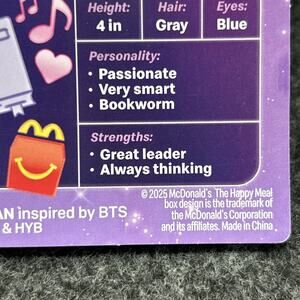 Height:
4 in
Hair:
Gray
Eyes:
Blue
Personality:
• Passionate
• Very smart
• Bookworm
Strengths:
• Great leader
• Always thinking
© 2025 McDonald's The Happy Meal
box design is the trademark of
the McDonald's Corporation
and its affiliates. Made in China
AN inspired by BTS
& HYB